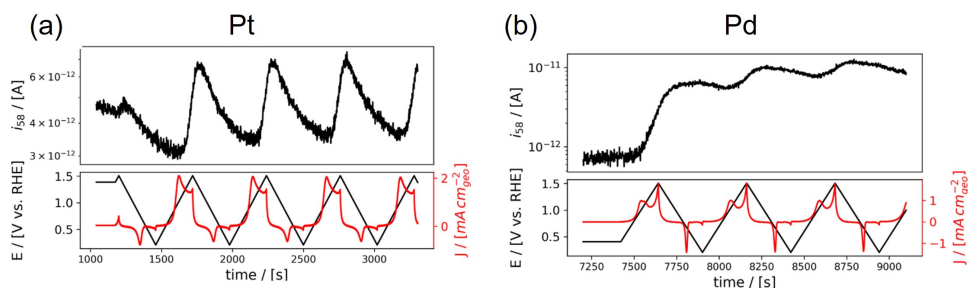 (a) Pt
(b) Pd
i58 / [A]
6 × 10⁻¹²
4 × 10⁻¹²
3 × 10⁻¹²
i58 / [A]
10⁻¹¹
10⁻¹²
E / [V vs. RHE]
1.5
1.0
0.5
2
0
J / [mA cm⁻²geo]
1000 1500 2000 2500 3000
time / [s]
E / [V vs. RHE]
1.5
1.0
0.5
1
0
−1
J / [mA cm⁻²geo]
7250 7500 7750 8000 8250 8500 8750 9000
time / [s]